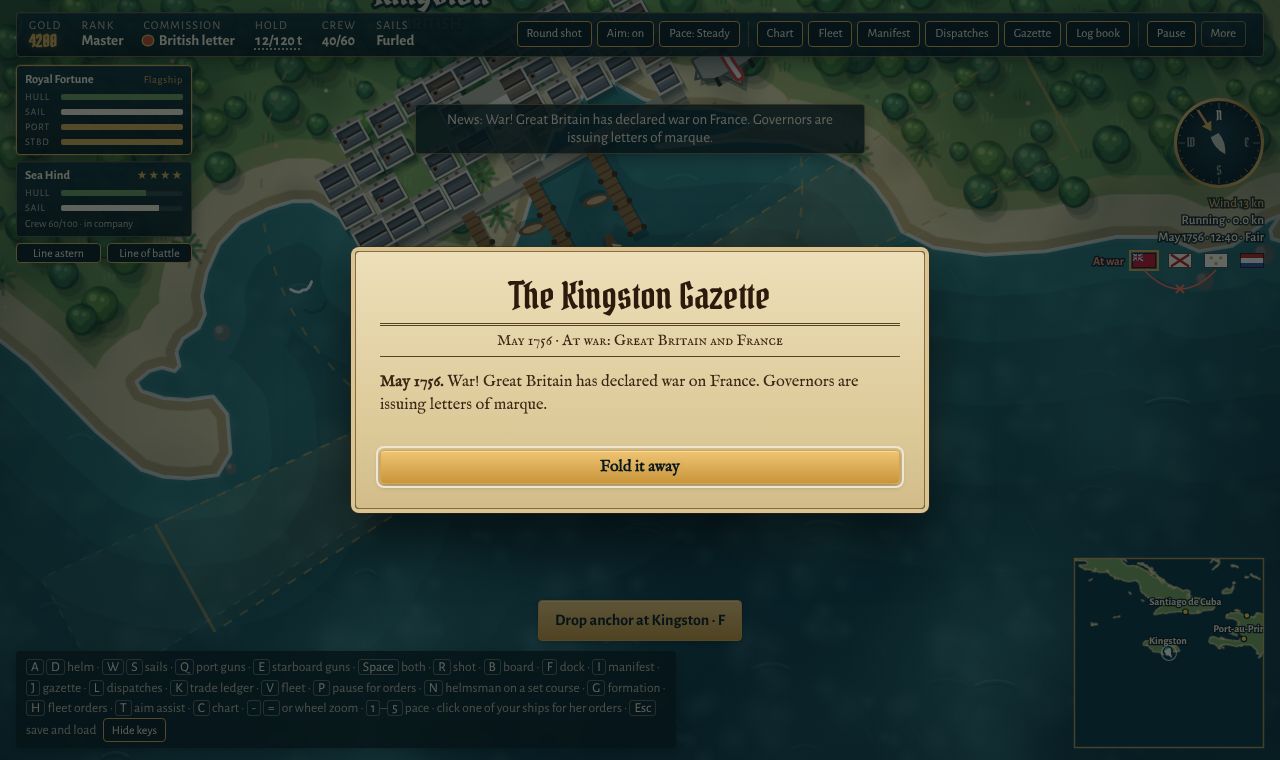 Kingston
BRITISH
GOLD RANK COMMISSION HOLD CREW SAILS
4288 Master British letter 12/120 t 40/60 Furled
Round shot Aim: on Pace: Steady Chart Fleet Manifest Dispatches Gazette Log book Pause More
Royal Fortune Flagship
HULL
SAIL
PORT
STBD
Sea Hind ★★★★
HULL
SAIL
Crew 60/100 · in company
Line astern Line of battle
News: War! Great Britain has declared war on France. Governors are
issuing letters of marque.
N
E
S
Wind 13 kn
Running · 0.0 kn
May 1756 · 12:40 · Fair
At war
The Kingston Gazette
May 1756 · At war: Great Britain and France
May 1756. War! Great Britain has declared war on France. Governors are
issuing letters of marque.
Fold it away
Drop anchor at Kingston · F
A D helm · W S sails · Q port guns · E starboard guns · Space both · R shot · B board · F dock · I manifest ·
J gazette · L dispatches · K trade ledger · V fleet · P pause for orders · N helmsman on a set course · G formation ·
H fleet orders · T aim assist · C chart · - = or wheel zoom · 1–5 pace · click one of your ships for her orders · Esc
save and load Hide keys
Santiago de Cuba
Port-au-Prin
Kingston